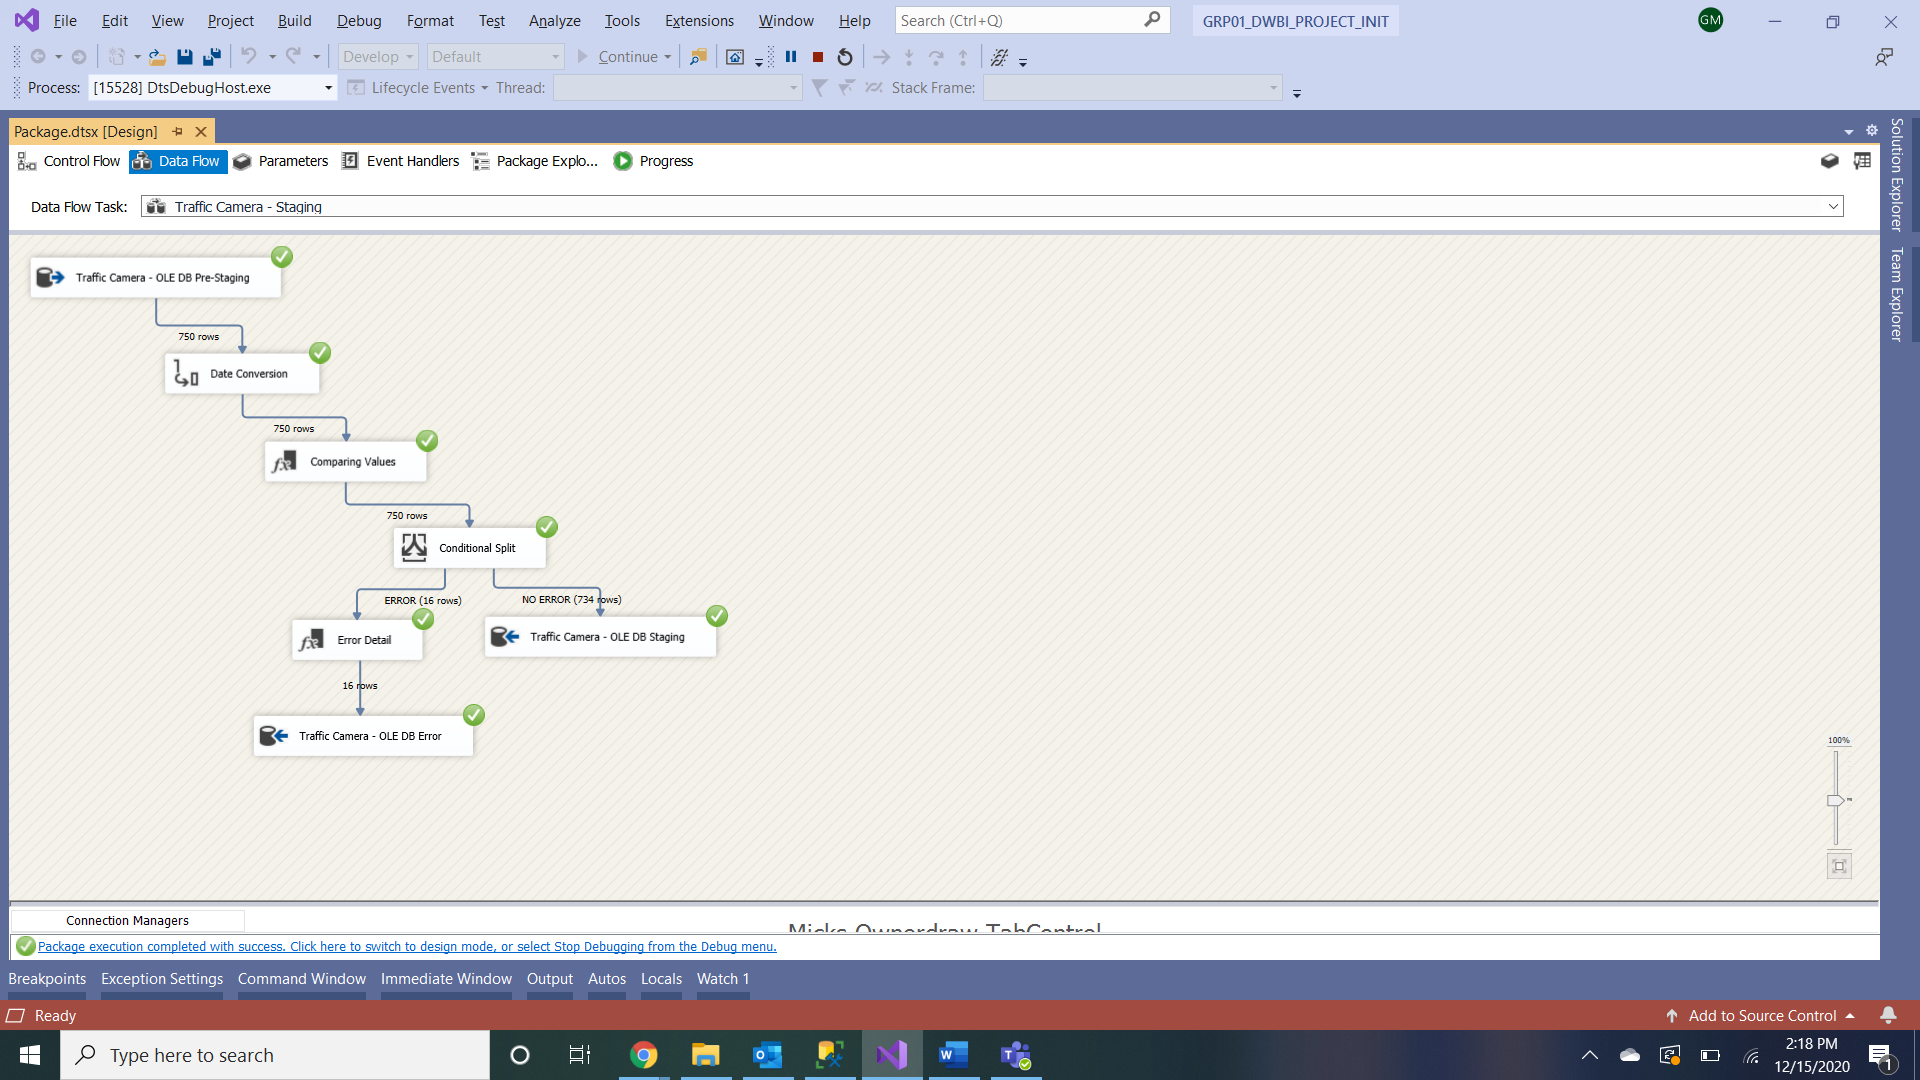 File Edit View Project Build Debug Format Test Analyze Tools Extensions Window Help Search (Ctrl+Q) GRP01_DWBI_PROJECT_INIT GM
Develop Default Continue
Process: [15528] DtsDebugHost.exe Lifecycle Events Thread: Stack Frame:
Package.dtsx [Design]
Control Flow Data Flow Parameters Event Handlers Package Explo... Progress
Data Flow Task: Traffic Camera - Staging
Solution Explorer
Team Explorer
Traffic Camera - OLE DB Pre-Staging
750 rows
Date Conversion
750 rows
Comparing Values
750 rows
Conditional Split
ERROR (16 rows)
NO ERROR (734 rows)
Error Detail
Traffic Camera - OLE DB Staging
16 rows
Traffic Camera - OLE DB Error
100%
Connection Managers
Micks Ownerdraw TabControl
Package execution completed with success. Click here to switch to design mode, or select Stop Debugging from the Debug menu.
Breakpoints Exception Settings Command Window Immediate Window Output Autos Locals Watch 1
Ready Add to Source Control
Type here to search
2:18 PM
12/15/2020
1